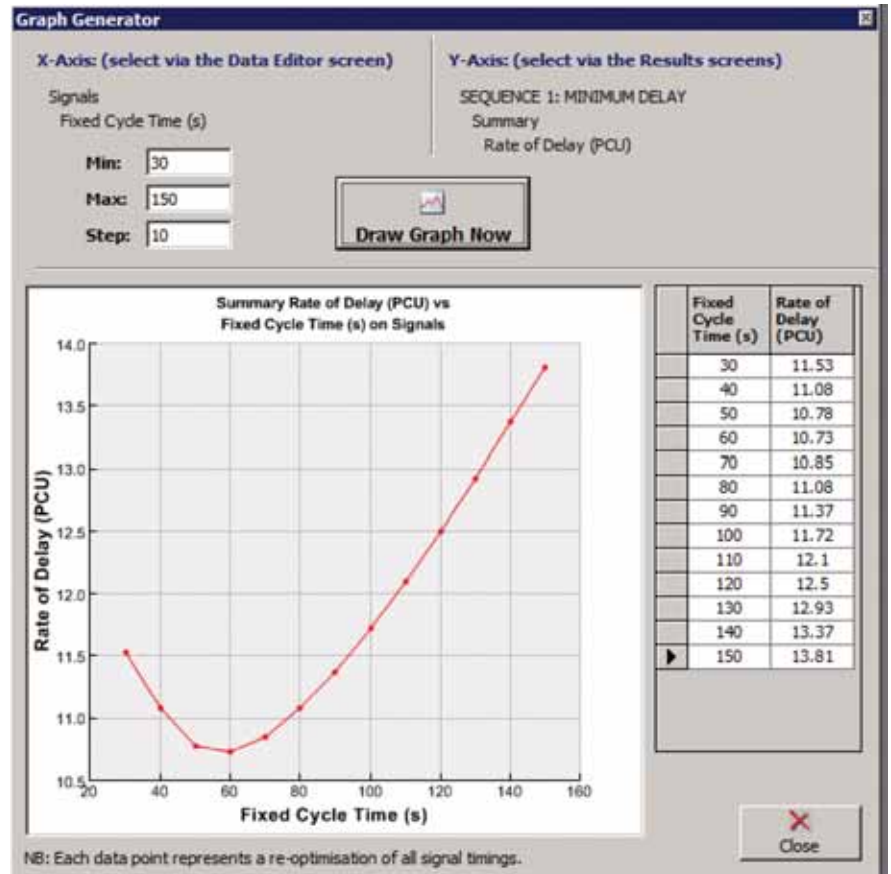 Graph Generator
X-Axis: (select via the Data Editor screen)
Signals
Fixed Cycle Time (s)
Min: 30
Max: 150
Step: 10
Y-Axis: (select via the Results screens)
SEQUENCE 1: MINIMUM DELAY
Summary
Rate of Delay (PCU)
Draw Graph Now
Summary Rate of Delay (PCU) vs
Fixed Cycle Time (s) on Signals
14.0
13.5
13.0
12.5
12.0
11.5
11.0
10.5
Rate of Delay (PCU)
20 40 60 80 100 120 140 160
Fixed Cycle Time (s)
Fixed Cycle Time (s) Rate of Delay (PCU)
30 11.53
40 11.08
50 10.78
60 10.73
70 10.85
80 11.08
90 11.37
100 11.72
110 12.1
120 12.5
130 12.93
140 13.37
150 13.81
NB: Each data point represents a re-optimisation of all signal timings.
Close